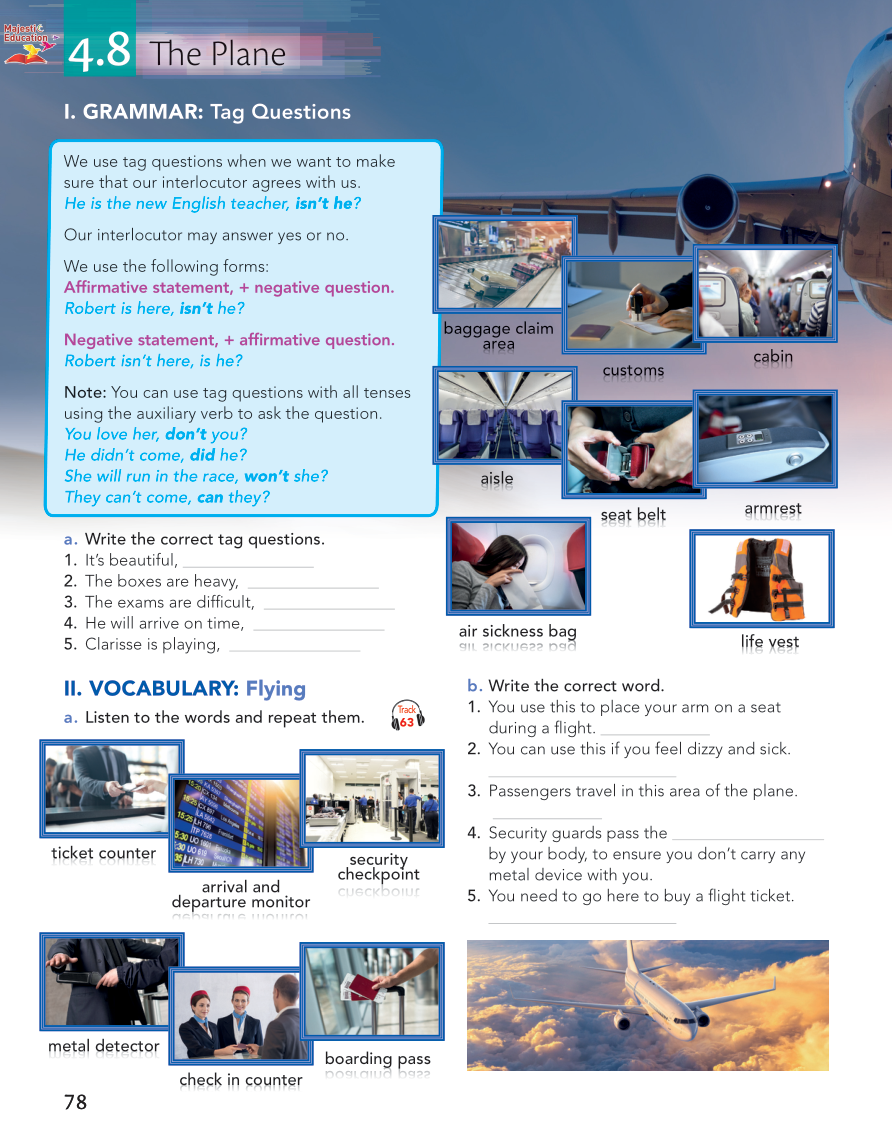 Majestic
Education
4.8 The Plane
I. GRAMMAR: Tag Questions
We use tag questions when we want to make
sure that our interlocutor agrees with us.
He is the new English teacher, isn't he?
Our interlocutor may answer yes or no.
We use the following forms:
Affirmative statement, + negative question.
Robert is here, isn't he?
Negative statement, + affirmative question.
Robert isn't here, is he?
Note: You can use tag questions with all tenses
using the auxiliary verb to ask the question.
You love her, don't you?
He didn't come, did he?
She will run in the race, won't she?
They can't come, can they?
a. Write the correct tag questions.
1. It's beautiful,
2. The boxes are heavy,
3. The exams are difficult,
4. He will arrive on time,
5. Clarisse is playing,
baggage claim
area
customs
cabin
aisle
seat belt
armrest
air sickness bag
life vest
II. VOCABULARY: Flying
a. Listen to the words and repeat them.
Track
63
ticket counter
arrival and
departure monitor
security
checkpoint
metal detector
check in counter
boarding pass
b. Write the correct word.
1. You use this to place your arm on a seat
during a flight.
2. You can use this if you feel dizzy and sick.
3. Passengers travel in this area of the plane.
4. Security guards pass the
by your body, to ensure you don't carry any
metal device with you.
5. You need to go here to buy a flight ticket.
78